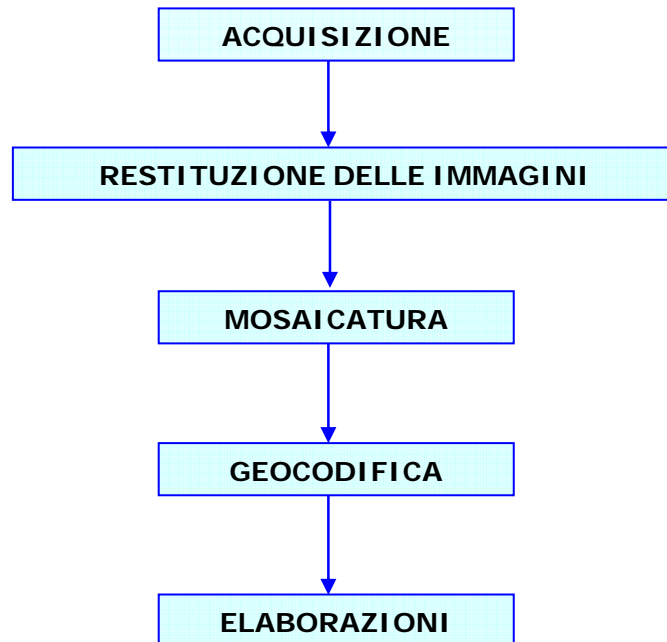 ACQUISIZIONE
RESTITUZIONE DELLE IMMAGINI
MOSAICATURA
GEOCODIFICA
ELABORAZIONI